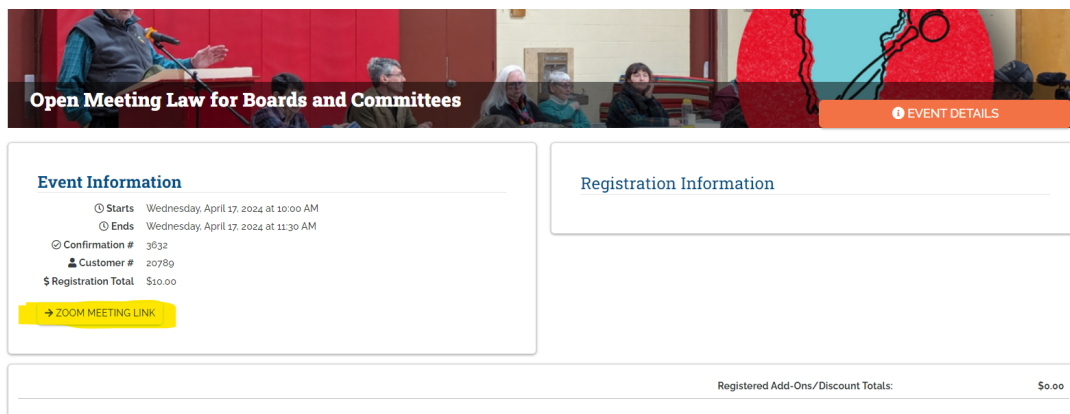 Open Meeting Law for Boards and Committees
EVENT DETAILS
Event Information
Starts Wednesday, April 17, 2024 at 10:00 AM
Ends Wednesday, April 17, 2024 at 11:30 AM
Confirmation # 3632
Customer # 20789
$ Registration Total $10.00
→ ZOOM MEETING LINK
Registration Information
Registered Add-Ons/Discount Totals: $0.00